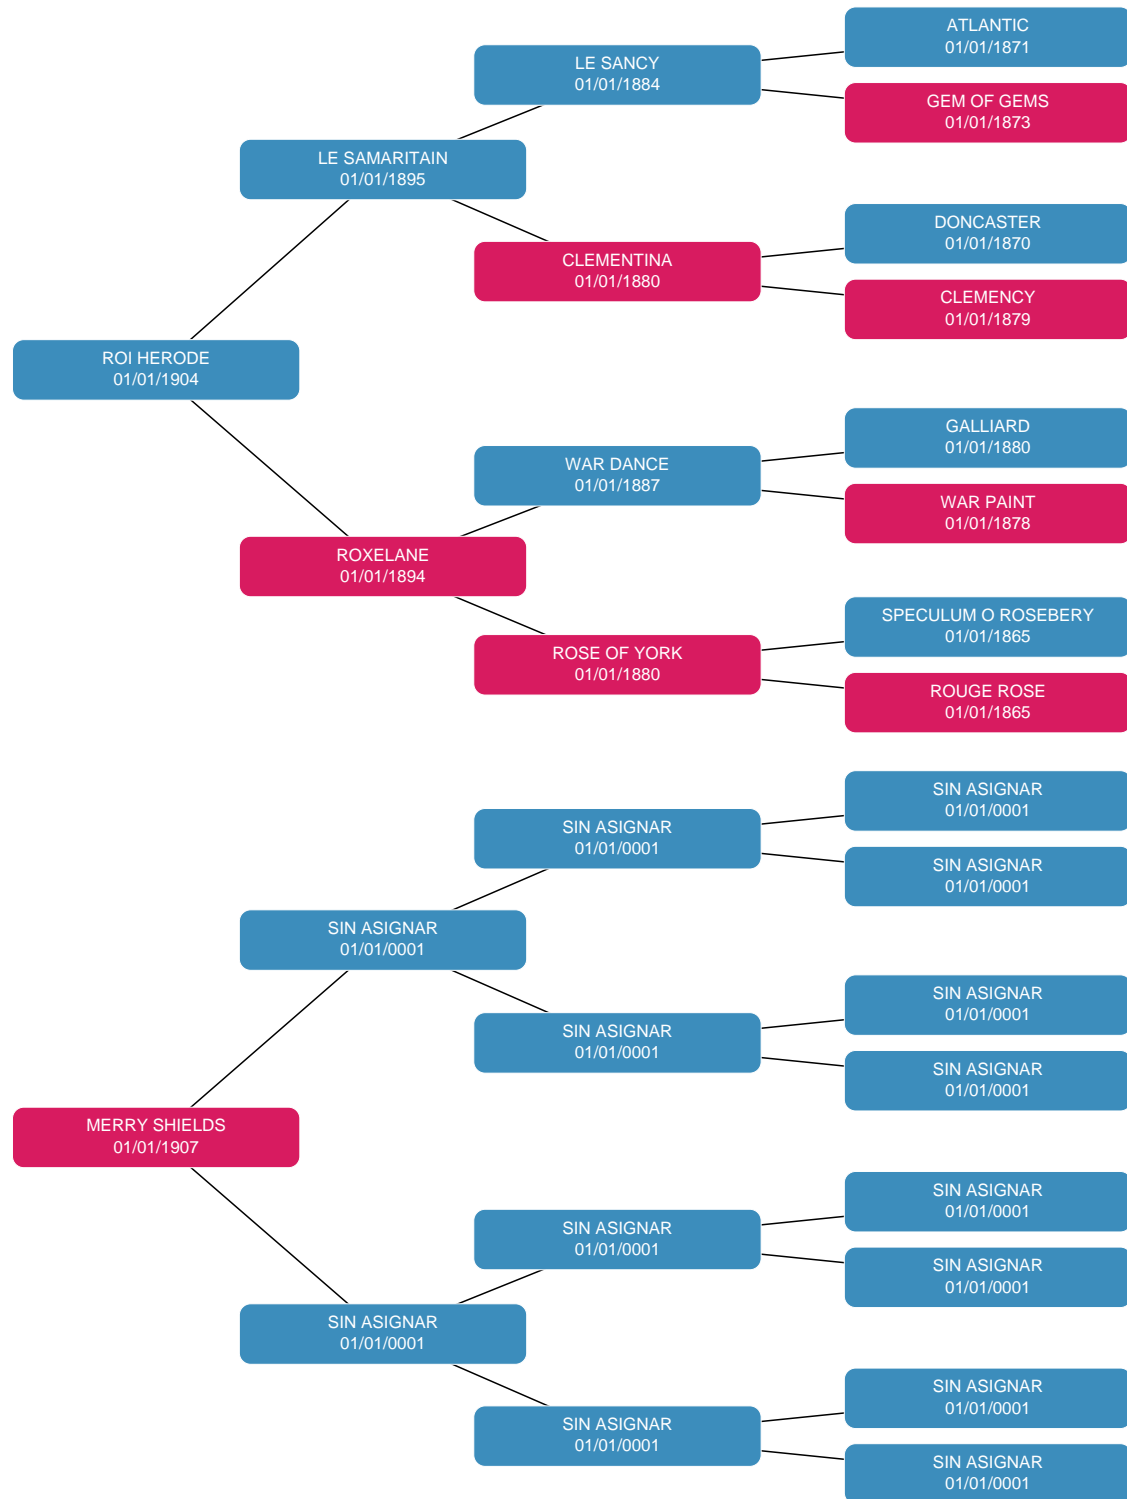 ATLANTIC
01/01/1871
LE SANCY
01/01/1884
GEM OF GEMS
01/01/1873
LE SAMARITAIN
01/01/1895
DONCASTER
01/01/1870
CLEMENTINA
01/01/1880
CLEMENCY
01/01/1879
ROI HERODE
01/01/1904
GALLIARD
01/01/1880
WAR DANCE
01/01/1887
WAR PAINT
01/01/1878
ROXELANE
01/01/1894
SPECULUM O ROSEBERY
01/01/1865
ROSE OF YORK
01/01/1880
ROUGE ROSE
01/01/1865
SIN ASIGNAR
01/01/0001
SIN ASIGNAR
01/01/0001
SIN ASIGNAR
01/01/0001
SIN ASIGNAR
01/01/0001
SIN ASIGNAR
01/01/0001
SIN ASIGNAR
01/01/0001
SIN ASIGNAR
01/01/0001
MERRY SHIELDS
01/01/1907
SIN ASIGNAR
01/01/0001
SIN ASIGNAR
01/01/0001
SIN ASIGNAR
01/01/0001
SIN ASIGNAR
01/01/0001
SIN ASIGNAR
01/01/0001
SIN ASIGNAR
01/01/0001
SIN ASIGNAR
01/01/0001